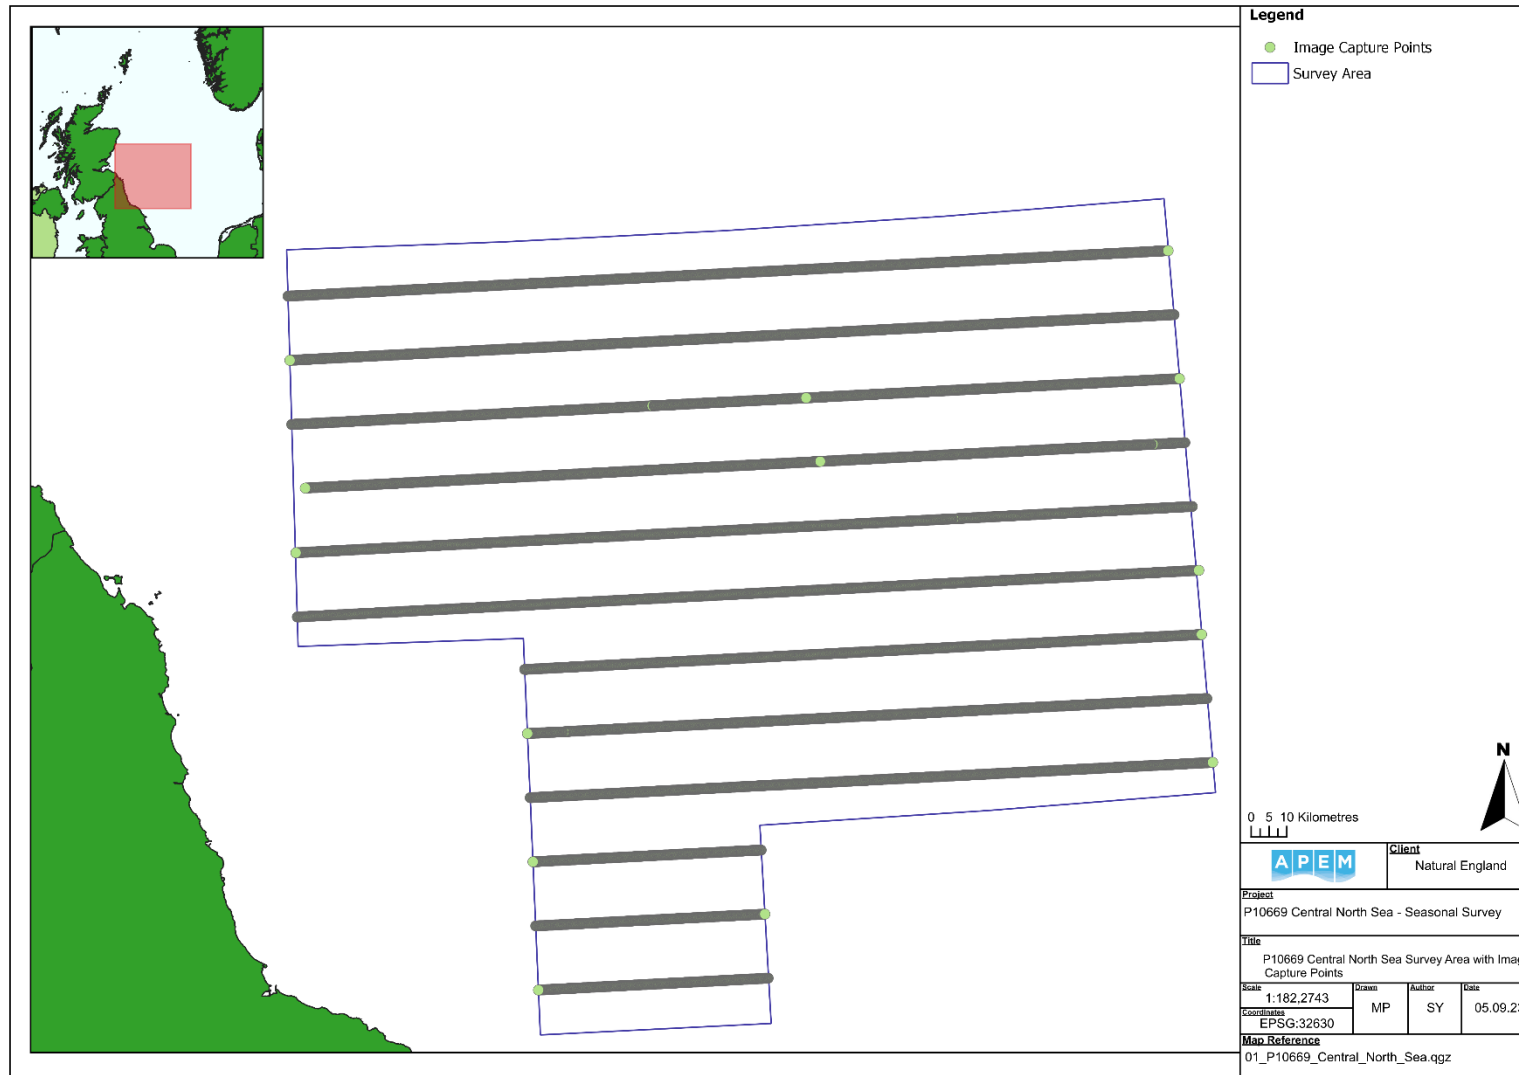 Legend
Image Capture Points
Survey Area
N
0 5 10 Kilometres
APEM
Client
Natural England
Project
P10669 Central North Sea - Seasonal Survey
Title
P10669 Central North Sea Survey Area with Imag
Capture Points
Scale
1:182,2743
Drawn
MP
Author
SY
Date
05.09.23
Coordinates
EPSG:32630
Map Reference
01_P10669_Central_North_Sea.qgz